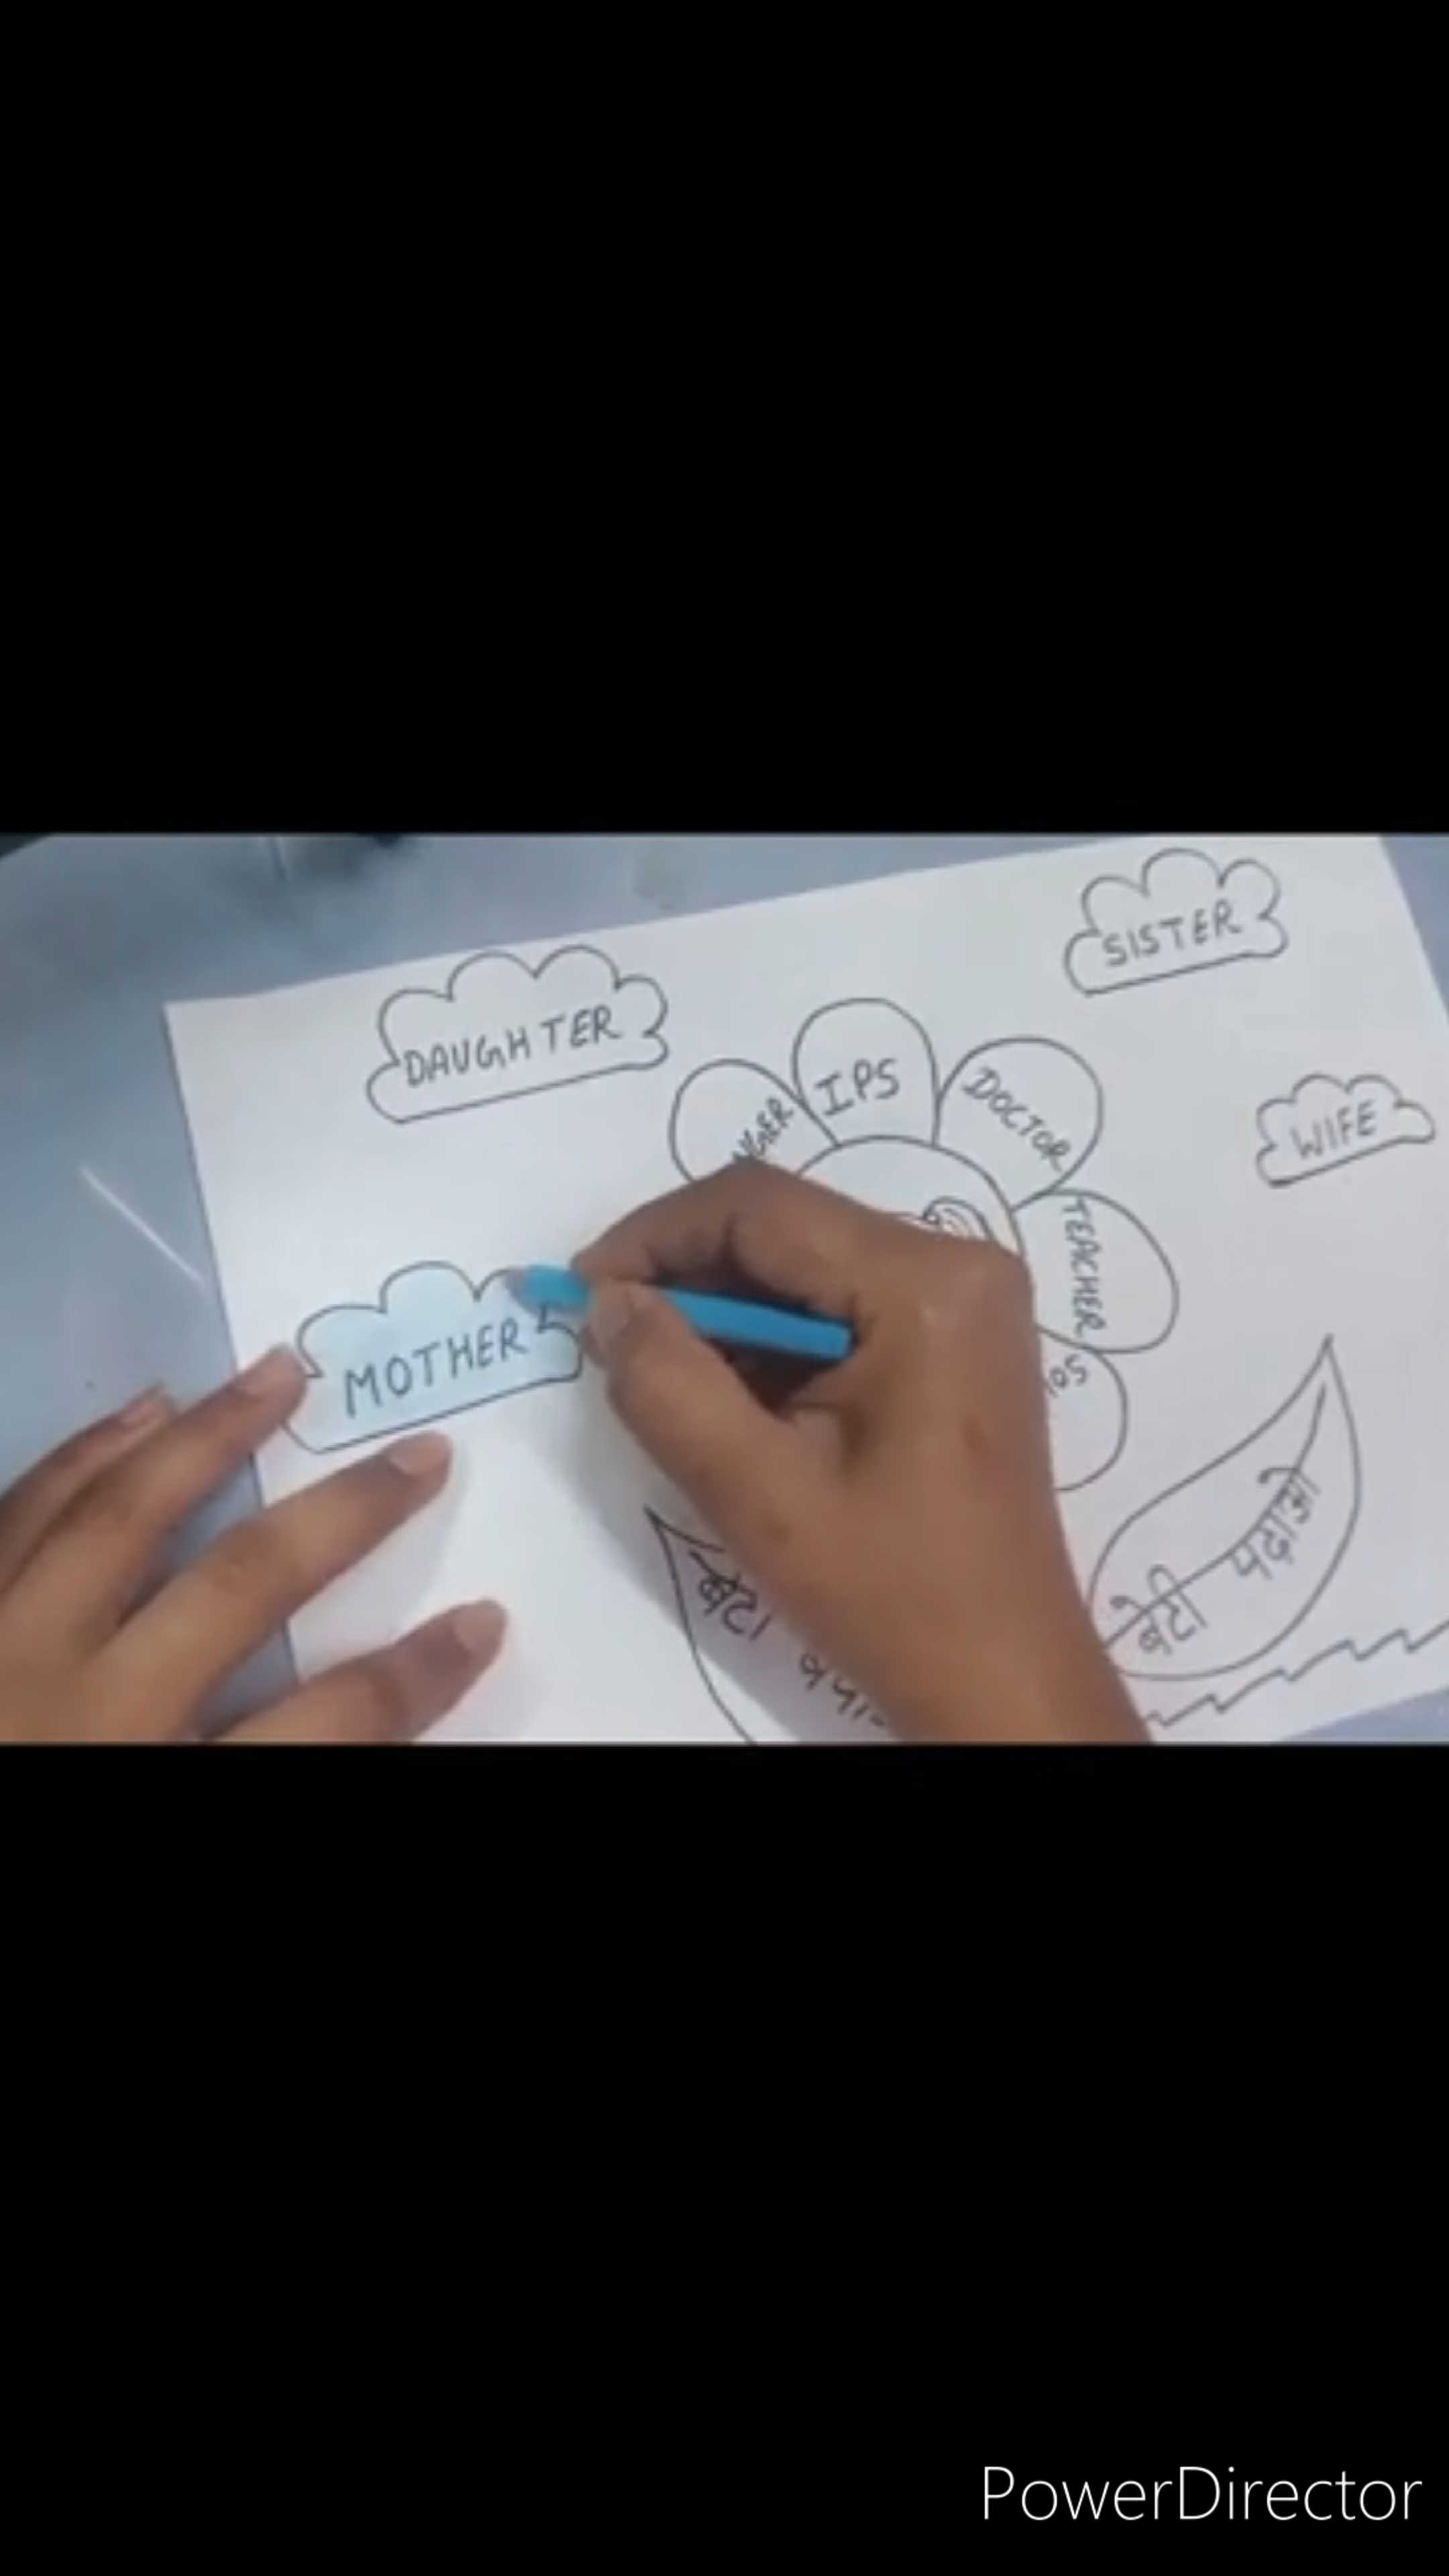 SISTER
DAUGHTER
IPS
DOCTOR
WIFE
TEACHER
MOTHER
बेटी पढ़ाओ
बेटी
PowerDirector